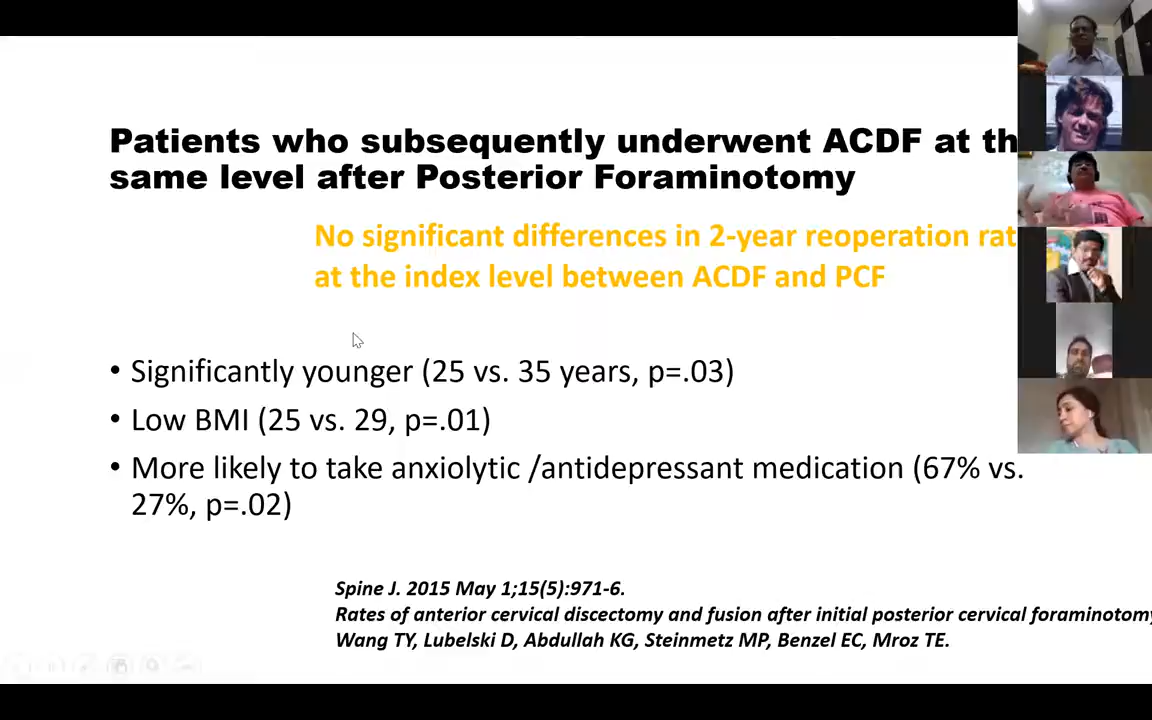 Patients who subsequently underwent ACDF at th
same level after Posterior Foraminotomy
No significant differences in 2-year reoperation rat
at the index level between ACDF and PCF
• Significantly younger (25 vs. 35 years, p=.03)
• Low BMI (25 vs. 29, p=.01)
• More likely to take anxiolytic /antidepressant medication (67% vs.
27%, p=.02)
Spine J. 2015 May 1;15(5):971-6.
Rates of anterior cervical discectomy and fusion after initial posterior cervical foraminotomy
Wang TY, Lubelski D, Abdullah KG, Steinmetz MP, Benzel EC, Mroz TE.